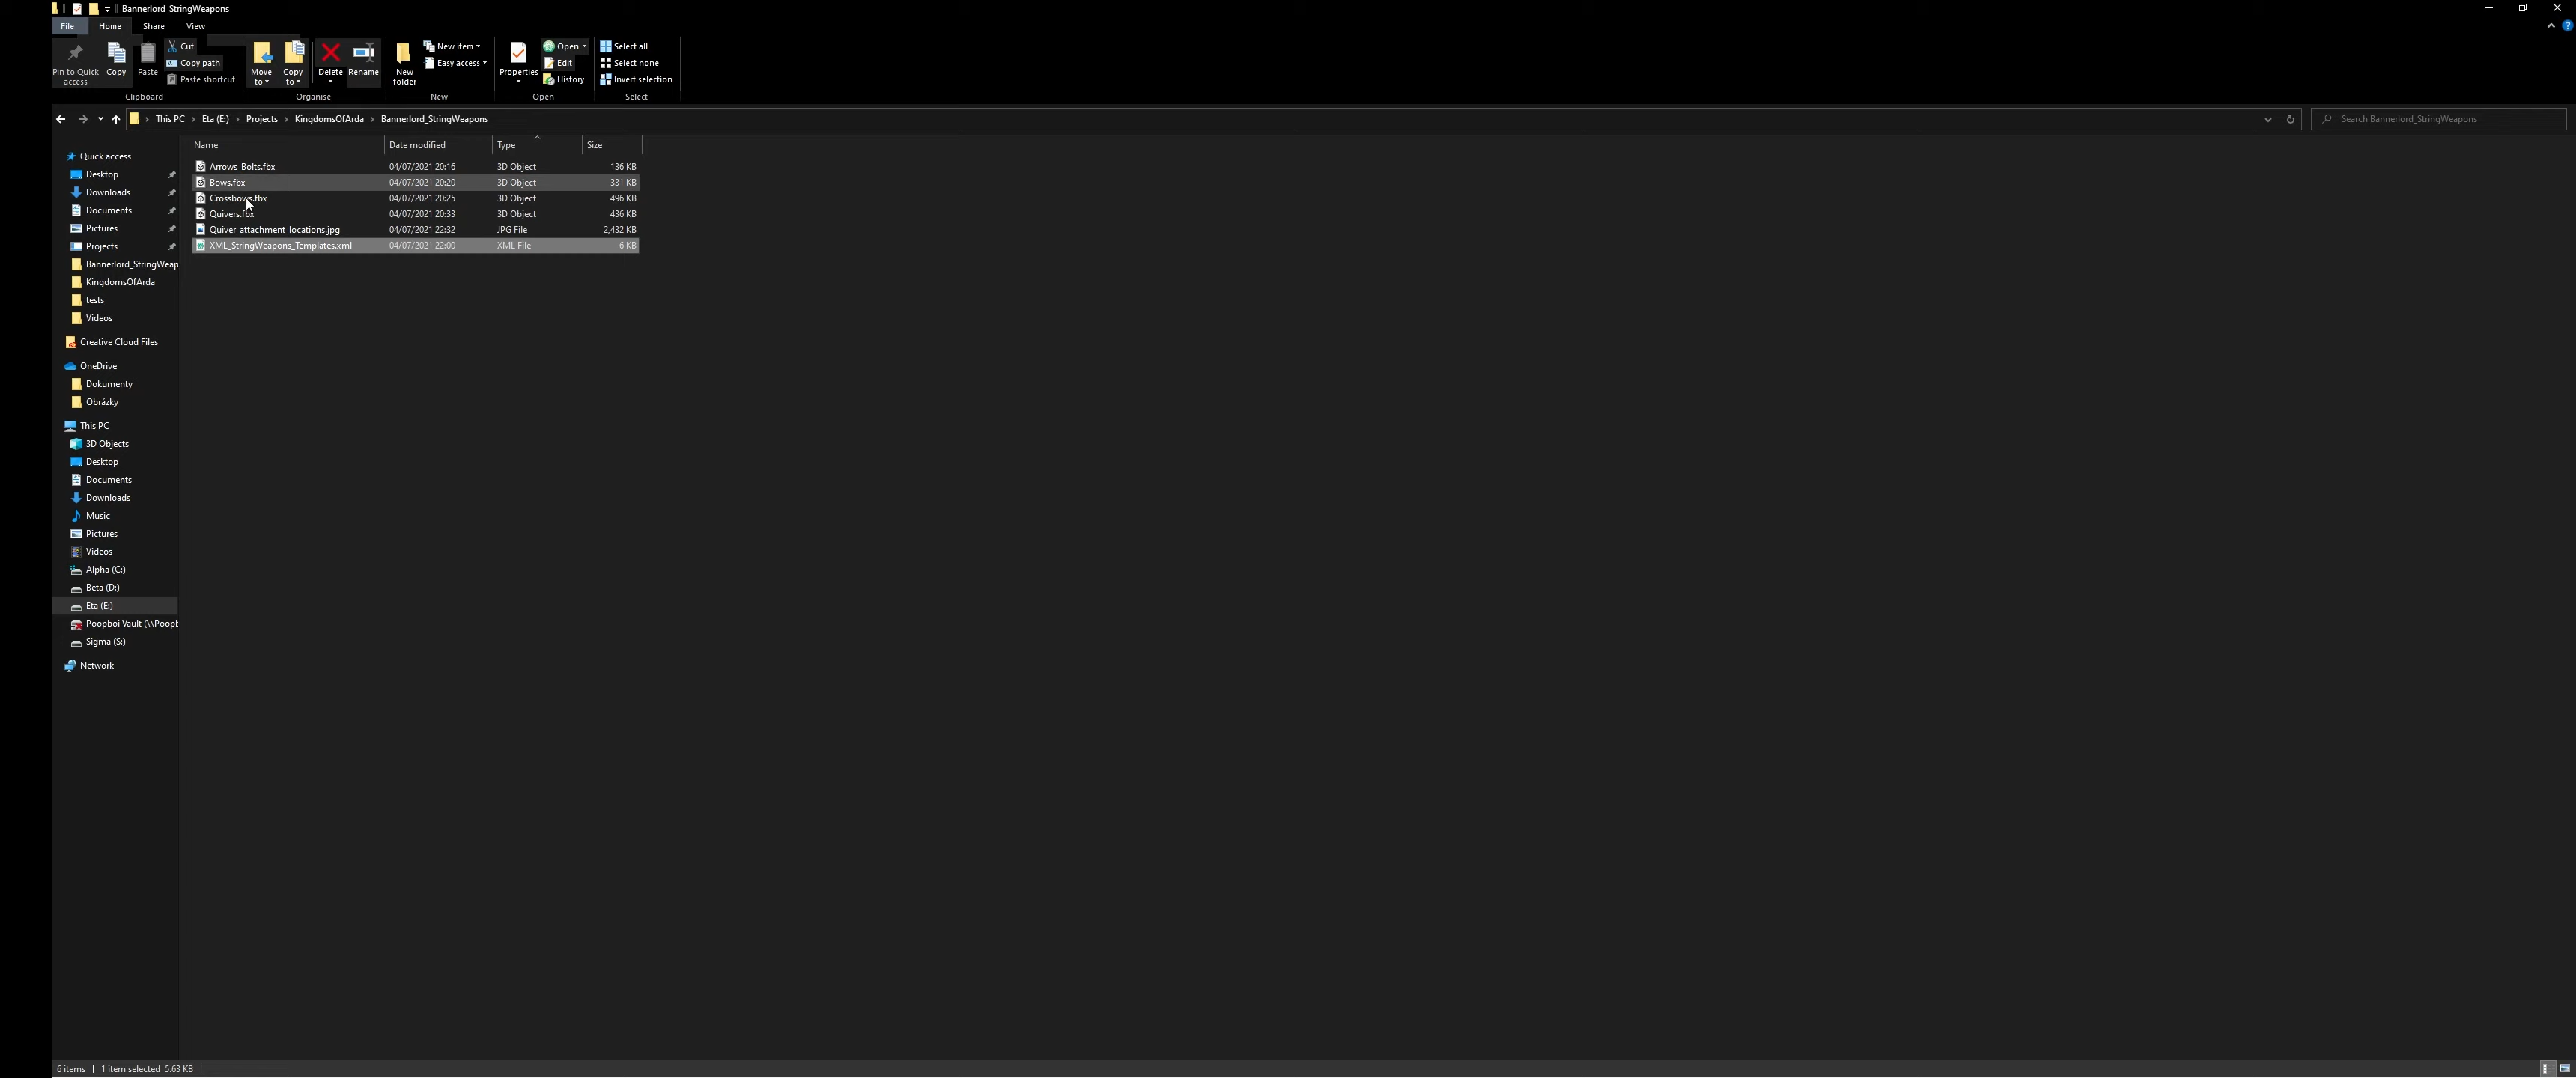 Bannerlord_StringWeapons
File Home Share View
Pin to Quick access
Copy
Paste
Cut
Copy path
Paste shortcut
Clipboard
Move to
Copy to
Delete
Rename
Organise
New folder
New item
Easy access
New
Properties
Open
Edit
History
Open
Select all
Select none
Invert selection
Select
This PC > Eta (E:) > Projects > KingdomsOfArda > Bannerlord_StringWeapons
Search Bannerlord_StringWeapons
Name Date modified Type Size
Arrows_Bolts.fbx 04/07/2021 20:16 3D Object 136 KB
Bows.fbx 04/07/2021 20:20 3D Object 331 KB
Crossbows.fbx 04/07/2021 20:25 3D Object 496 KB
Quivers.fbx 04/07/2021 20:33 3D Object 436 KB
Quiver_attachment_locations.jpg 04/07/2021 22:32 JPG File 2,432 KB
XML_StringWeapons_Templates.xml 04/07/2021 22:00 XML File 6 KB
Quick access
Desktop
Downloads
Documents
Pictures
Projects
Bannerlord_StringWeap
KingdomsOfArda
tests
Videos
Creative Cloud Files
OneDrive
Dokumenty
Obrázky
This PC
3D Objects
Desktop
Documents
Downloads
Music
Pictures
Videos
Alpha (C:)
Beta (D:)
Eta (E:)
Poopboi Vault (\\Poopb
Sigma (S:)
Network
6 items 1 item selected 5.63 KB